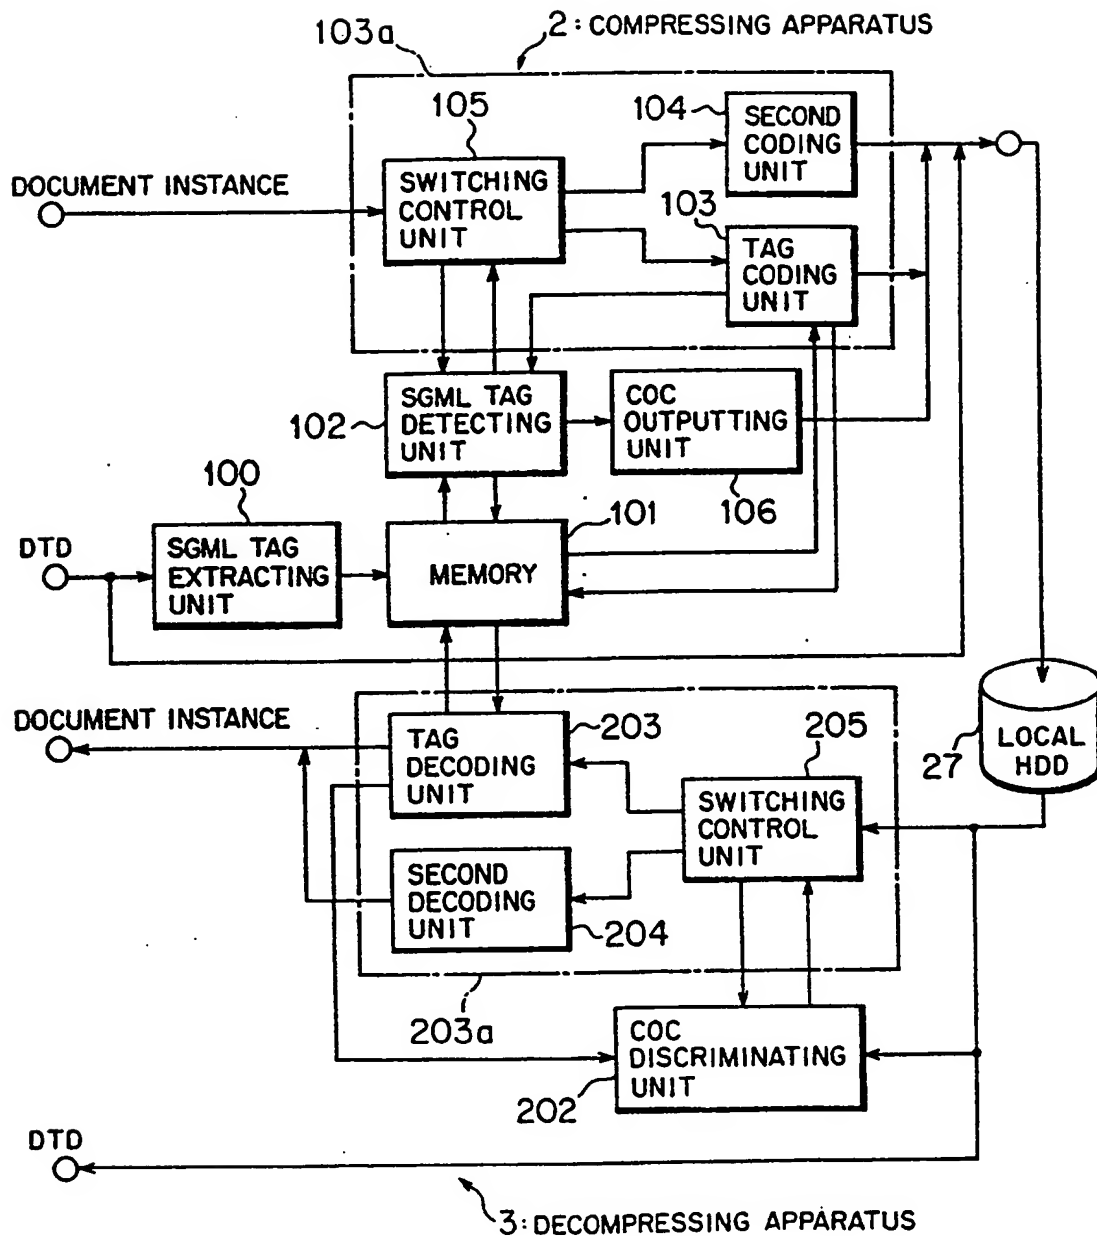 103a
2: COMPRESSING APPARATUS
105
104
SECOND
CODING
UNIT
DOCUMENT INSTANCE
SWITCHING
CONTROL
UNIT
103
TAG
CODING
UNIT
102
SGML TAG
DETECTING
UNIT
COC
OUTPUTTING
UNIT
100
101
106
DTD
SGML TAG
EXTRACTING
UNIT
MEMORY
DOCUMENT INSTANCE
TAG
DECODING
UNIT
203
205
27
LOCAL
HDD
SWITCHING
CONTROL
UNIT
SECOND
DECODING
UNIT
204
203a
COC
DISCRIMINATING
UNIT
202
DTD
3: DECOMPRESSING APPARATUS